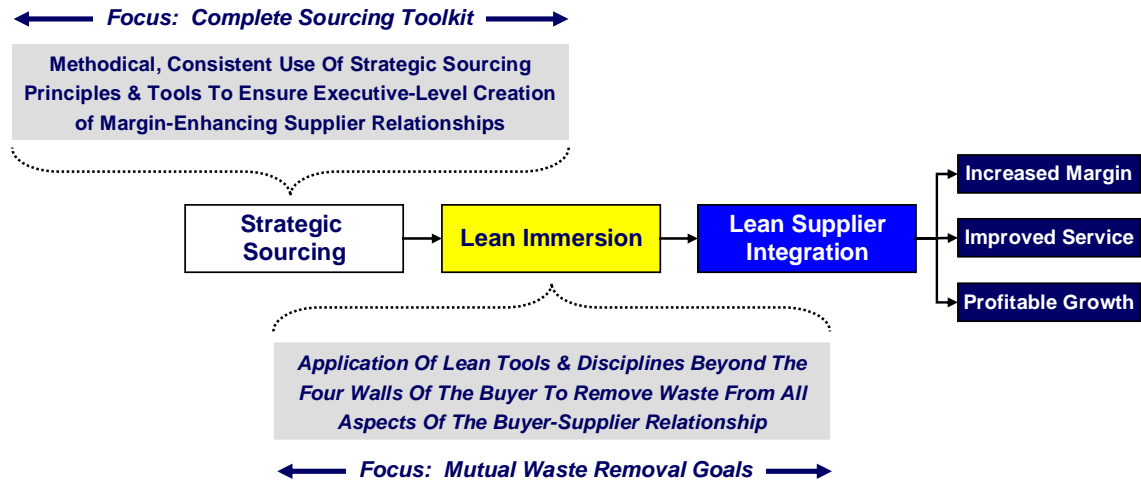 Focus:  Complete Sourcing Toolkit
Methodical, Consistent Use Of Strategic Sourcing
Principles & Tools To Ensure Executive-Level Creation
of Margin-Enhancing Supplier Relationships
Strategic
Sourcing
Lean Immersion
Lean Supplier
Integration
Increased Margin
Improved Service
Profitable Growth
Application Of Lean Tools & Disciplines Beyond The
Four Walls Of The Buyer To Remove Waste From All
Aspects Of The Buyer-Supplier Relationship
Focus:  Mutual Waste Removal Goals